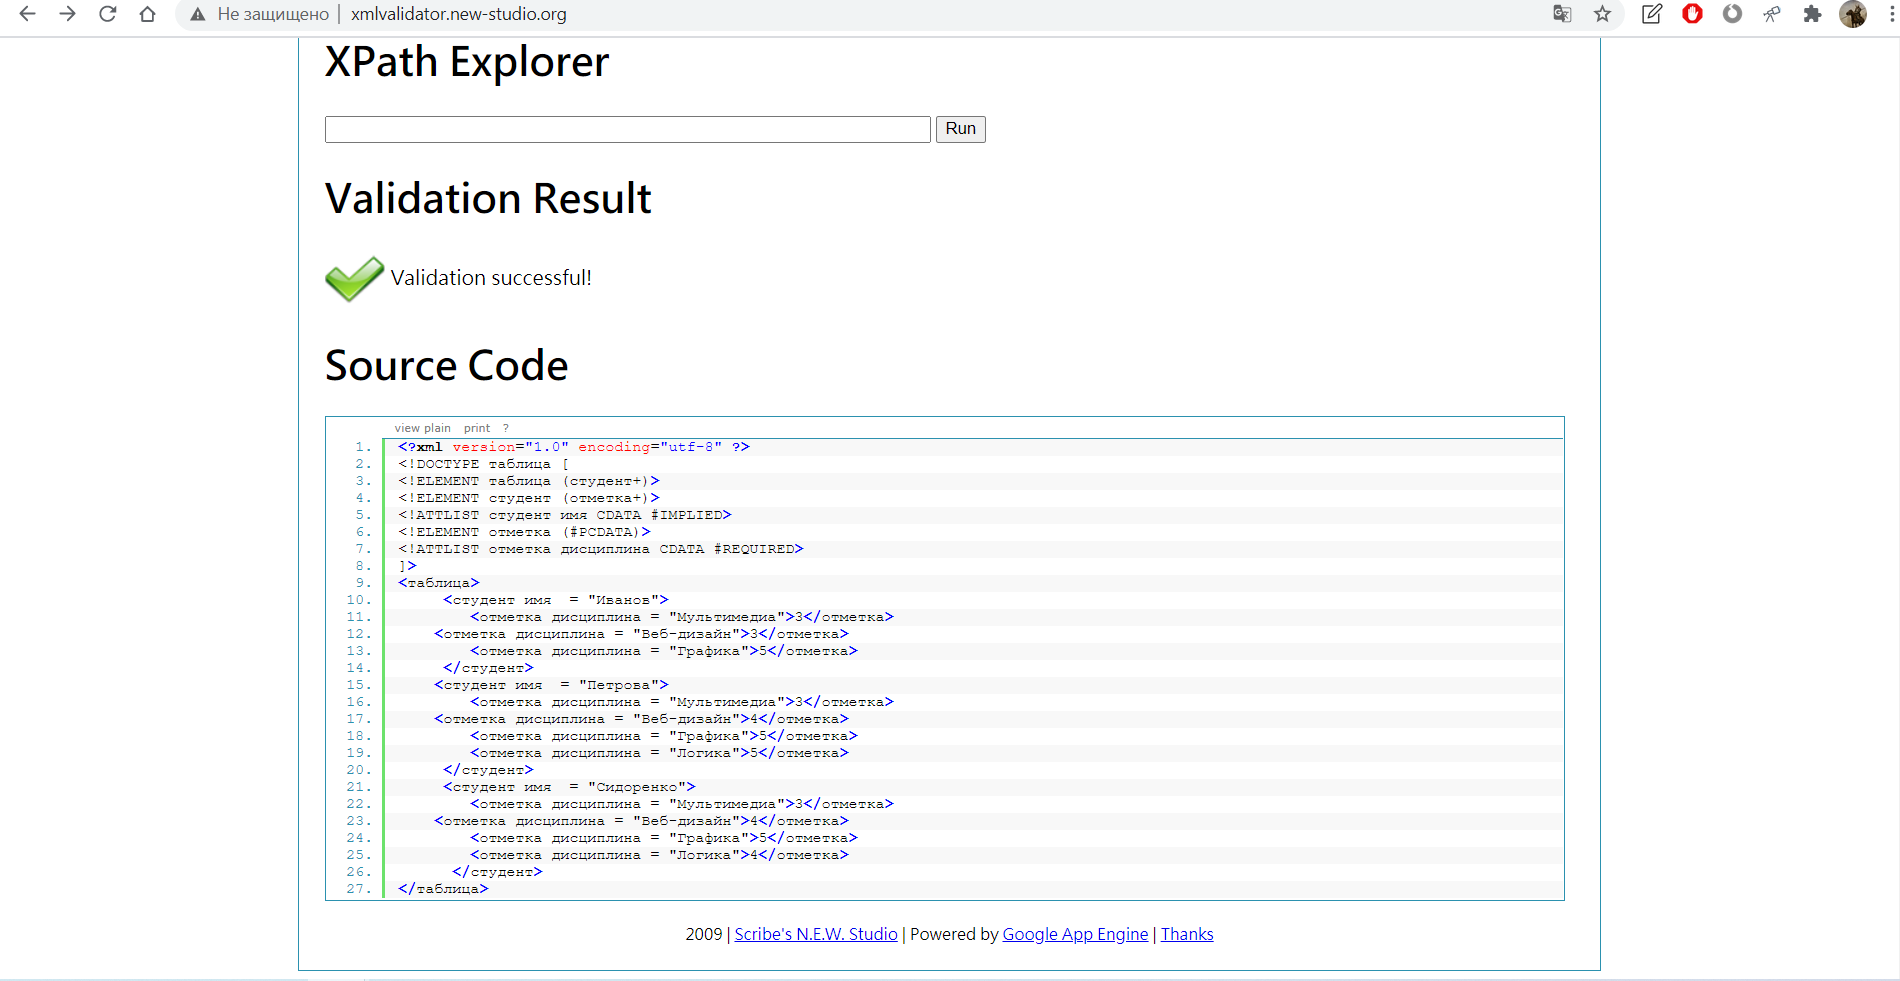 Не защищено | xmlvalidator.new-studio.org
XPath Explorer
Run
Validation Result
Validation successful!
Source Code
view plain print ?
1. <?xml version="1.0" encoding="utf-8" ?>
2. <!DOCTYPE таблица [
3. <!ELEMENT таблица (студент+)>
4. <!ELEMENT студент (отметка+)>
5. <!ATTLIST студент имя CDATA #IMPLIED>
6. <!ELEMENT отметка (#PCDATA)>
7. <!ATTLIST отметка дисциплина CDATA #REQUIRED>
8. ]>
9. <таблица>
10. <студент имя  = "Иванов">
11. <отметка дисциплина = "Мультимедиа">3</отметка>
12. <отметка дисциплина = "Веб-дизайн">3</отметка>
13. <отметка дисциплина = "Графика">5</отметка>
14. </студент>
15. <студент имя  = "Петрова">
16. <отметка дисциплина = "Мультимедиа">3</отметка>
17. <отметка дисциплина = "Веб-дизайн">4</отметка>
18. <отметка дисциплина = "Графика">5</отметка>
19. <отметка дисциплина = "Логика">5</отметка>
20. </студент>
21. <студент имя  = "Сидоренко">
22. <отметка дисциплина = "Мультимедиа">3</отметка>
23. <отметка дисциплина = "Веб-дизайн">4</отметка>
24. <отметка дисциплина = "Графика">5</отметка>
25. <отметка дисциплина = "Логика">4</отметка>
26. </студент>
27. </таблица>
2009 | Scribe's N.E.W. Studio | Powered by Google App Engine | Thanks